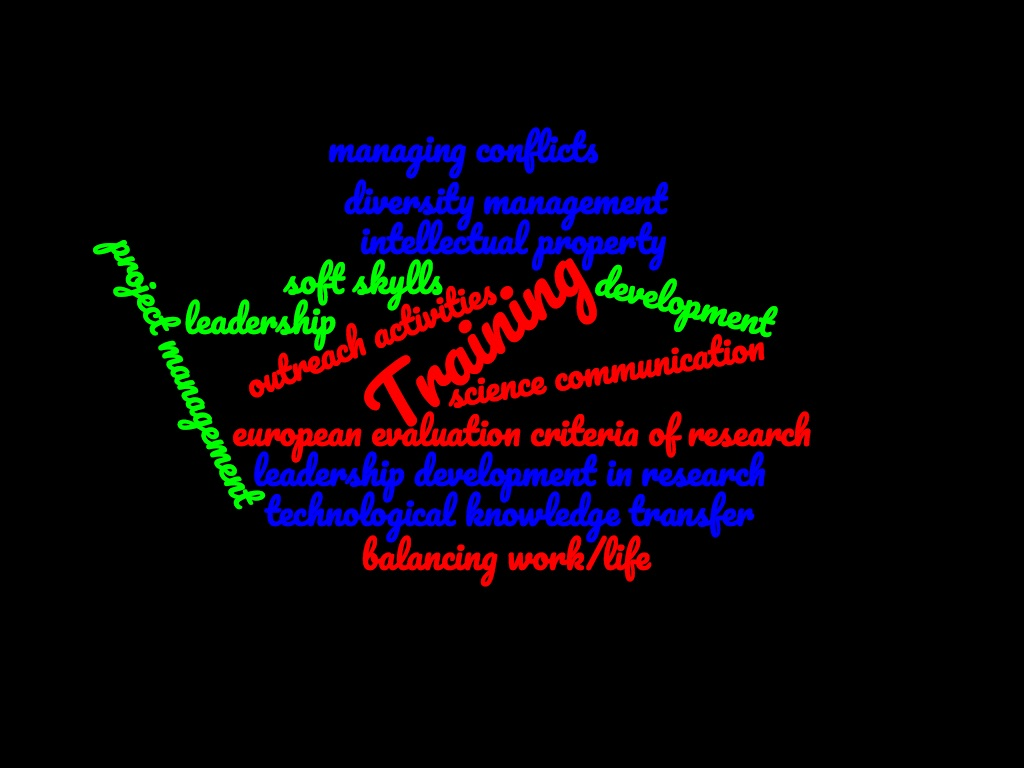 managing conflicts
diversity management
intellectual property
project management
soft skylls
leadership
outreach activities
Training
development
science communication
european evaluation criteria of research
leadership development in research
technological knowledge transfer
balancing work/life